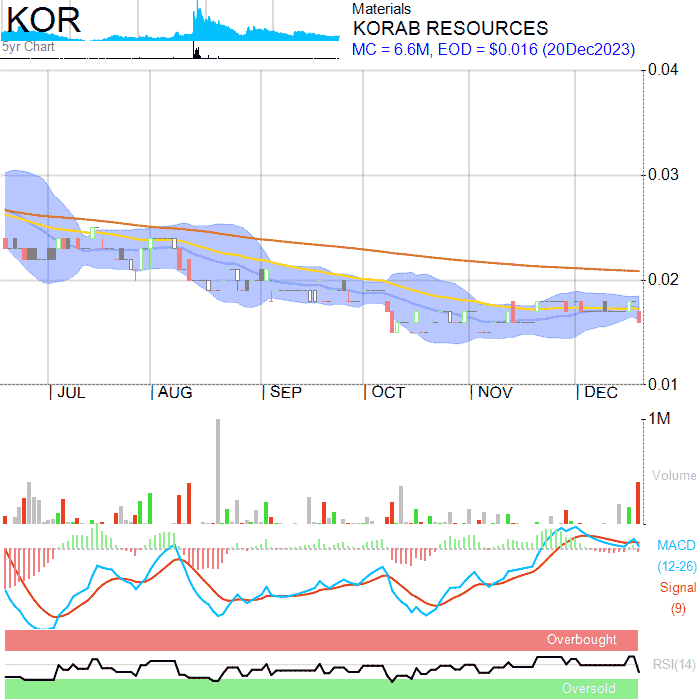 KOR
5yr Chart
Materials
KORAB RESOURCES
MC = 6.6M, EOD = $0.016 (20Dec2023)
0.04
0.03
0.02
0.01
JUL AUG SEP OCT NOV DEC
1M
Volume
MACD
(12-26)
Signal
(9)
Overbought
RSI(14)
Oversold